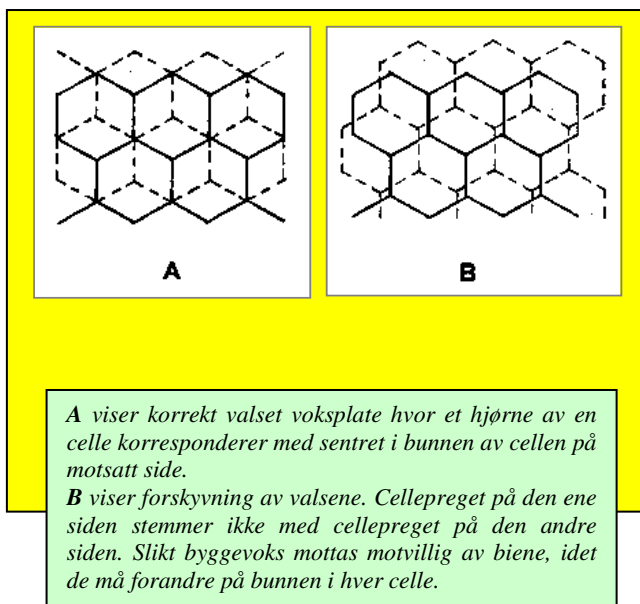 A
B
A viser korrekt valset voksplate hvor et hjørne av en
celle korresponderer med sentret i bunnen av cellen på
motsatt side.
B viser forskyvning av valsene. Cellepreget på den ene
siden stemmer ikke med cellepreget på den andre
siden. Slikt byggevoks mottas motvillig av biene, idet
de må forandre på bunnen i hver celle.